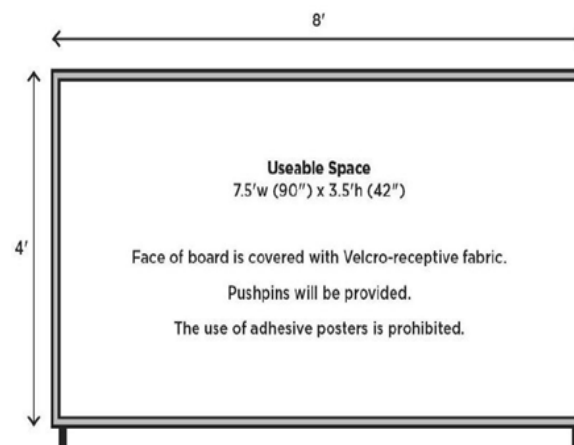 8'
Useable Space
7.5'w (90") x 3.5'h (42")
4'
Face of board is covered with Velcro-receptive fabric.
Pushpins will be provided.
The use of adhesive posters is prohibited.